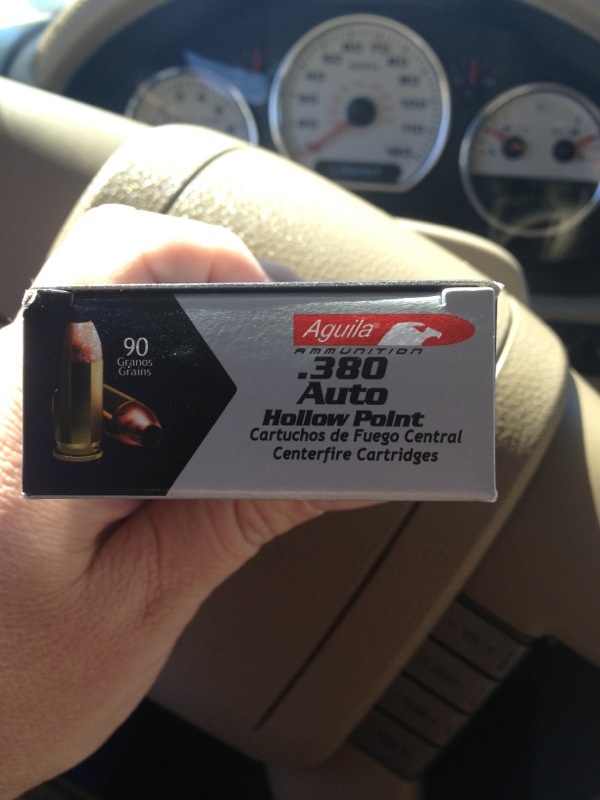 90
Granos
Grains
Aguila®
AMMUNITION
.380
Auto
Hollow Point
Cartuchos de Fuego Central
Centerfire Cartridges